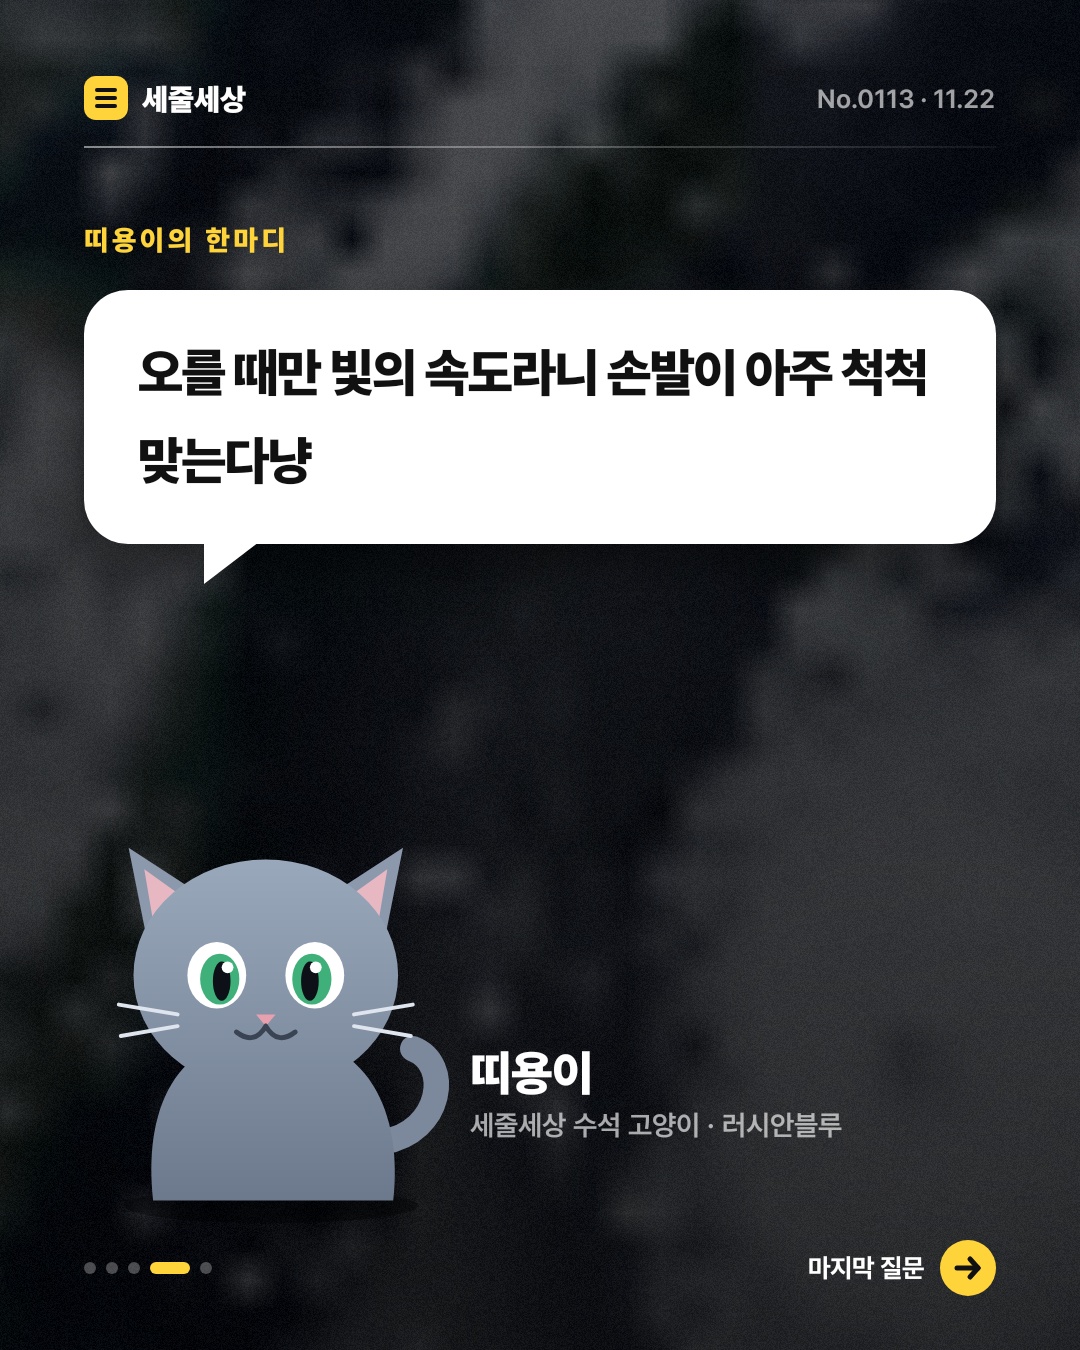 세줄세상
No.0113 · 11.22
띠용이의 한마디
오를 때만 빛의 속도라니 손발이 아주 척척
맞는다냥
띠용이
세줄세상 수석 고양이 · 러시안블루
마지막 질문